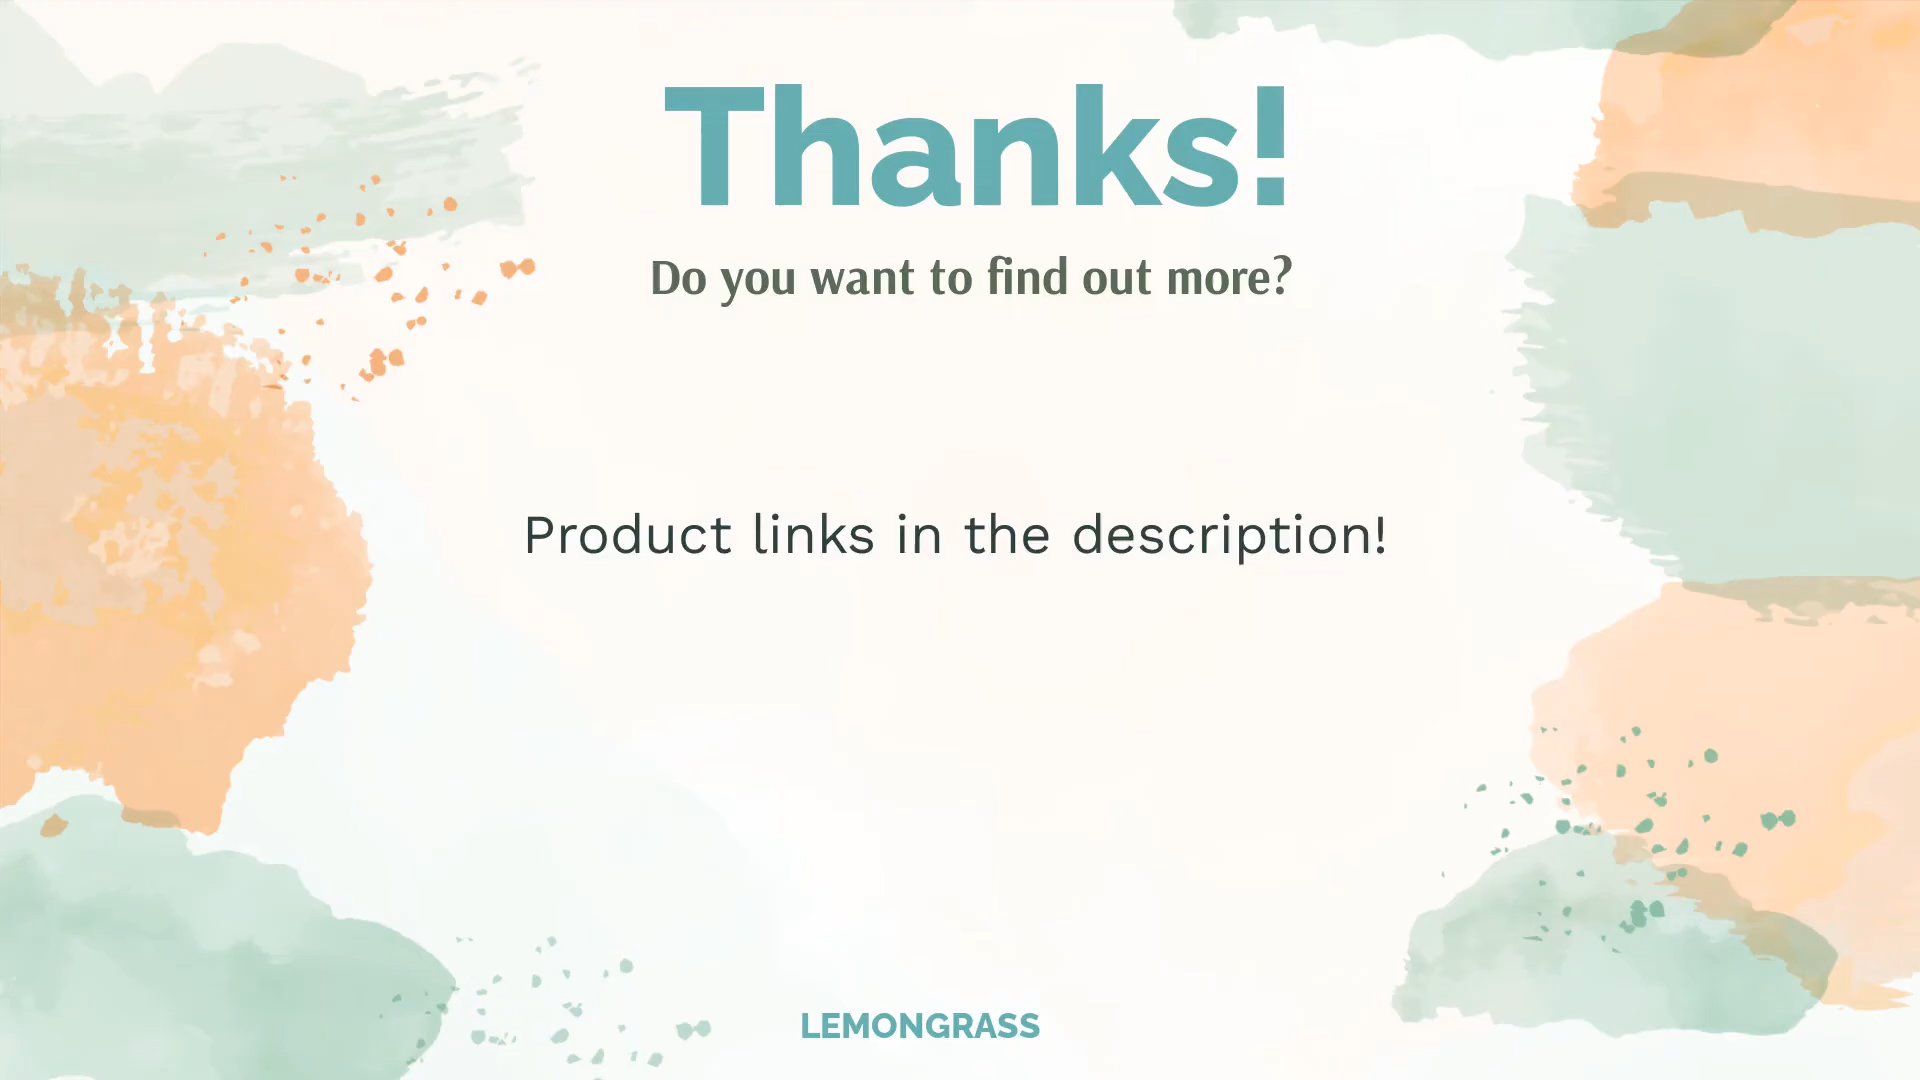 Thanks!
Do you want to find out more?
Product links in the description!
LEMONGRASS